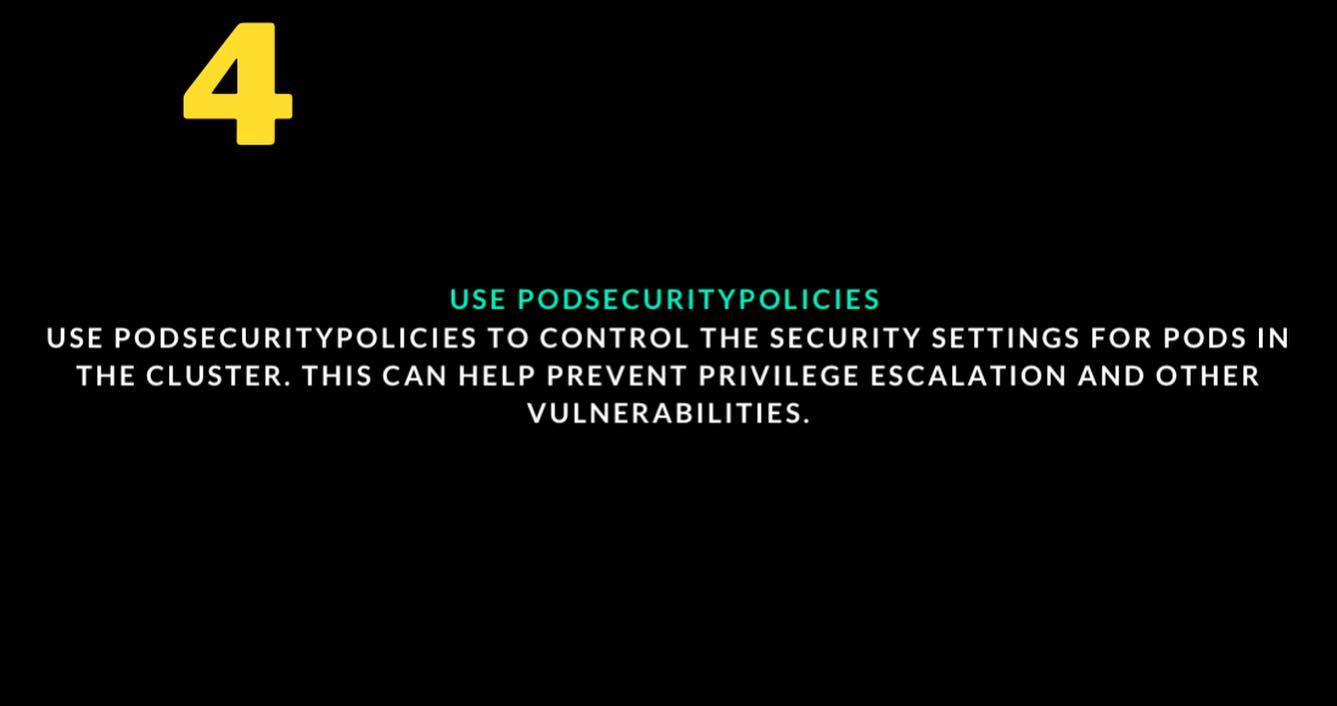 4
USE PODSECURITYPOLICIES
USE PODSECURITYPOLICIES TO CONTROL THE SECURITY SETTINGS FOR PODS IN
THE CLUSTER. THIS CAN HELP PREVENT PRIVILEGE ESCALATION AND OTHER
VULNERABILITIES.